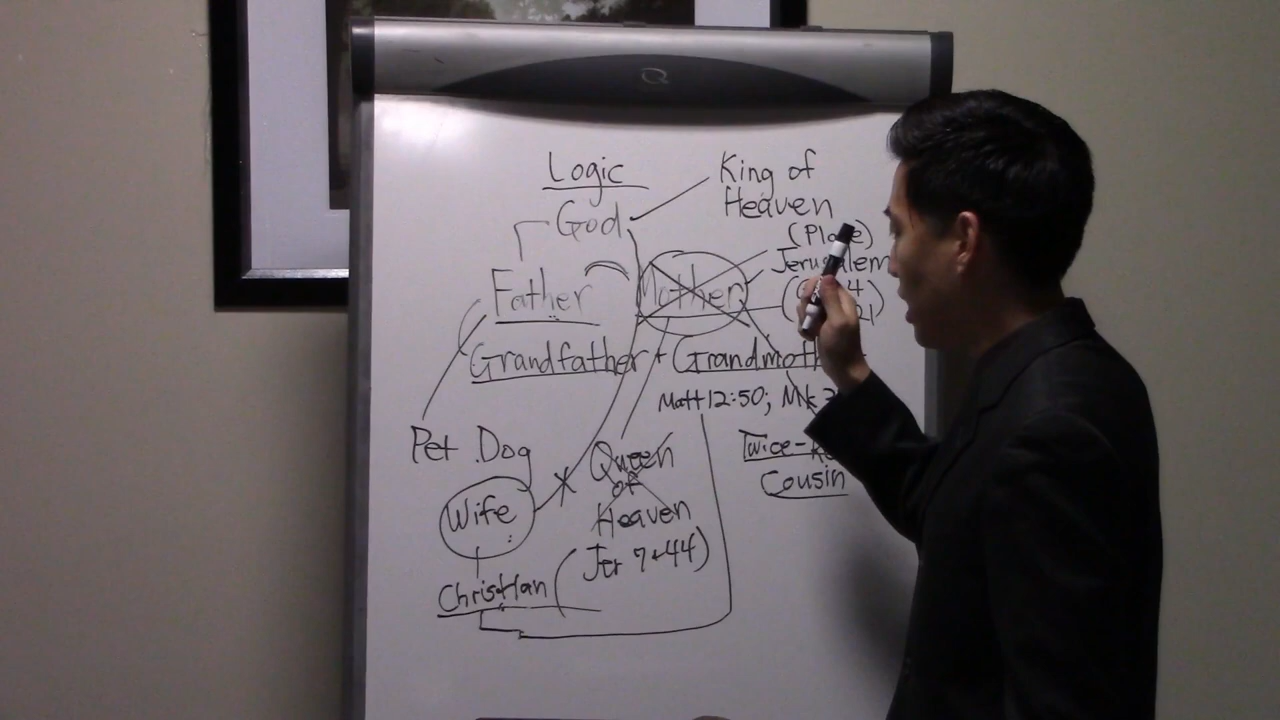 Logic
King of
Heaven
God
(Place)
Jerusalem
Father
Mother
Grandfather + Grandmoth
Matt 12:50; Mk 3
Pet Dog
Queen
of
Heaven
Jer 7+44)
Twice-
Cousin
Wife
Christian